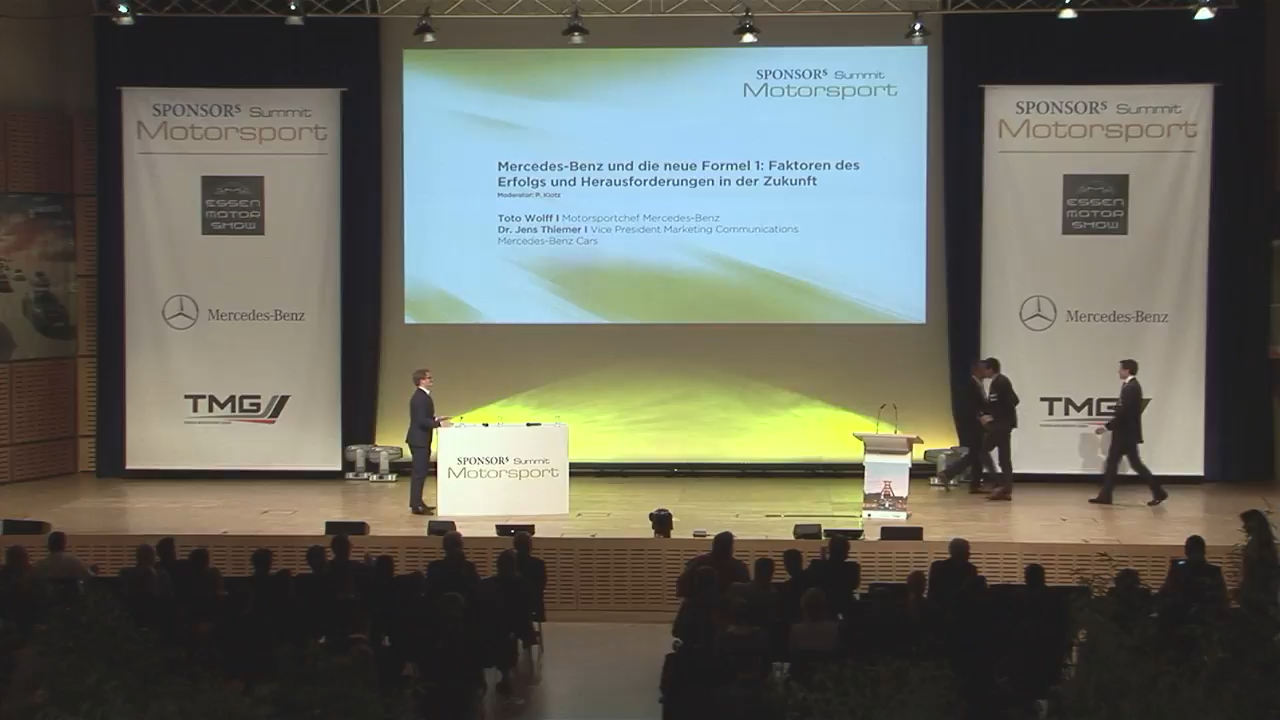 SPONSORS Summit
Motorsport
ESSEN
MOTOR
SHOW
Mercedes-Benz
TMG
SPONSORS Summit
Motorsport
Mercedes-Benz und die neue Formel 1: Faktoren des
Erfolgs und Herausforderungen in der Zukunft
Moderator: P. Klotz
Toto Wolff I Motorsportchef Mercedes-Benz
Dr. Jens Thiemer I Vice President Marketing Communications
Mercedes-Benz Cars
SPONSORS Summit
Motorsport
SPONSORS Summit
Motorsport
ESSEN
MOTOR
SHOW
Mercedes-Benz
TMG